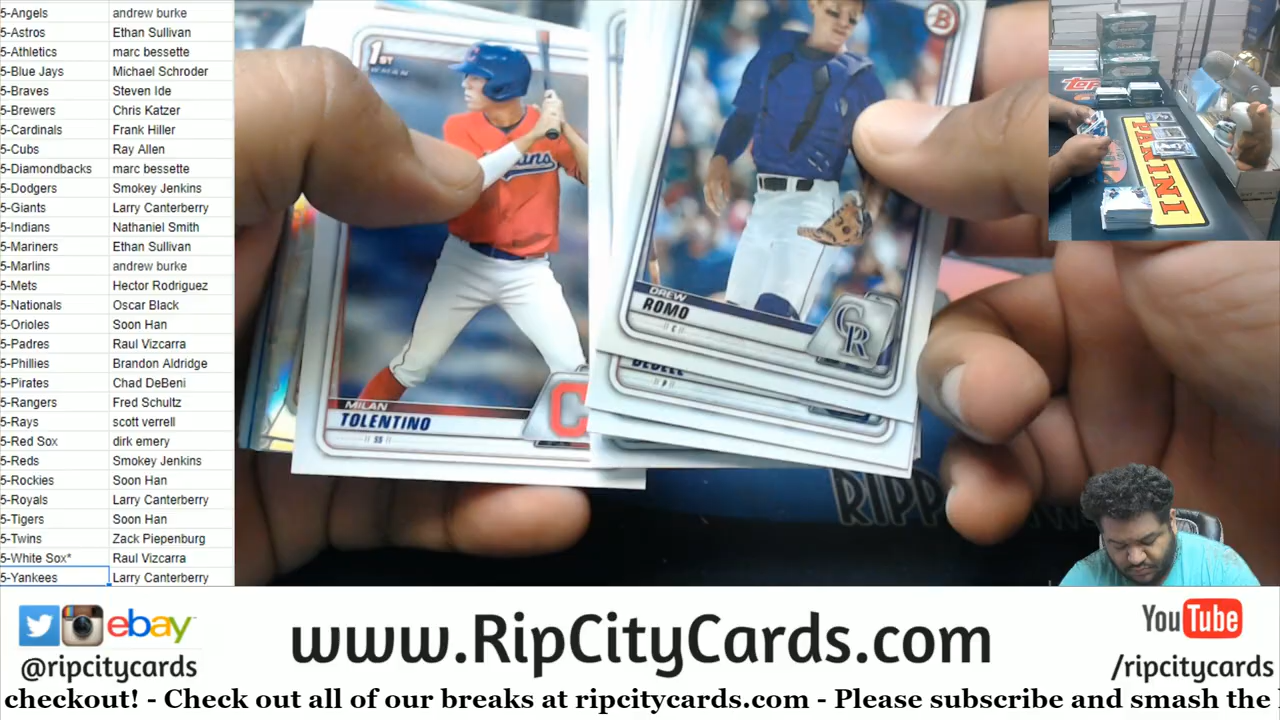 5-Angels andrew burke
5-Astros Ethan Sullivan
5-Athletics marc bessette
5-Blue Jays Michael Schroder
5-Braves Steven Ide
5-Brewers Chris Katzer
5-Cardinals Frank Hiller
5-Cubs Ray Allen
5-Diamondbacks marc bessette
5-Dodgers Smokey Jenkins
5-Giants Larry Canterberry
5-Indians Nathaniel Smith
5-Mariners Ethan Sullivan
5-Marlins andrew burke
5-Mets Hector Rodriguez
5-Nationals Oscar Black
5-Orioles Soon Han
5-Padres Raul Vizcarra
5-Phillies Brandon Aldridge
5-Pirates Chad DeBeni
5-Rangers Fred Schultz
5-Rays scott verrell
5-Red Sox dirk emery
5-Reds Smokey Jenkins
5-Rockies Soon Han
5-Royals Larry Canterberry
5-Tigers Soon Han
5-Twins Zack Piepenburg
5-White Sox* Raul Vizcarra
5-Yankees Larry Canterberry
1ST
MILAN
TOLENTINO
SS
C
B
DREW
ROMO
C
CR
P
PANINI
RIPP
ebay
@ripcitycards
www.RipCityCards.com
YouTube
/ripcitycards
checkout! - Check out all of our breaks at ripcitycards.com - Please subscribe and smash the